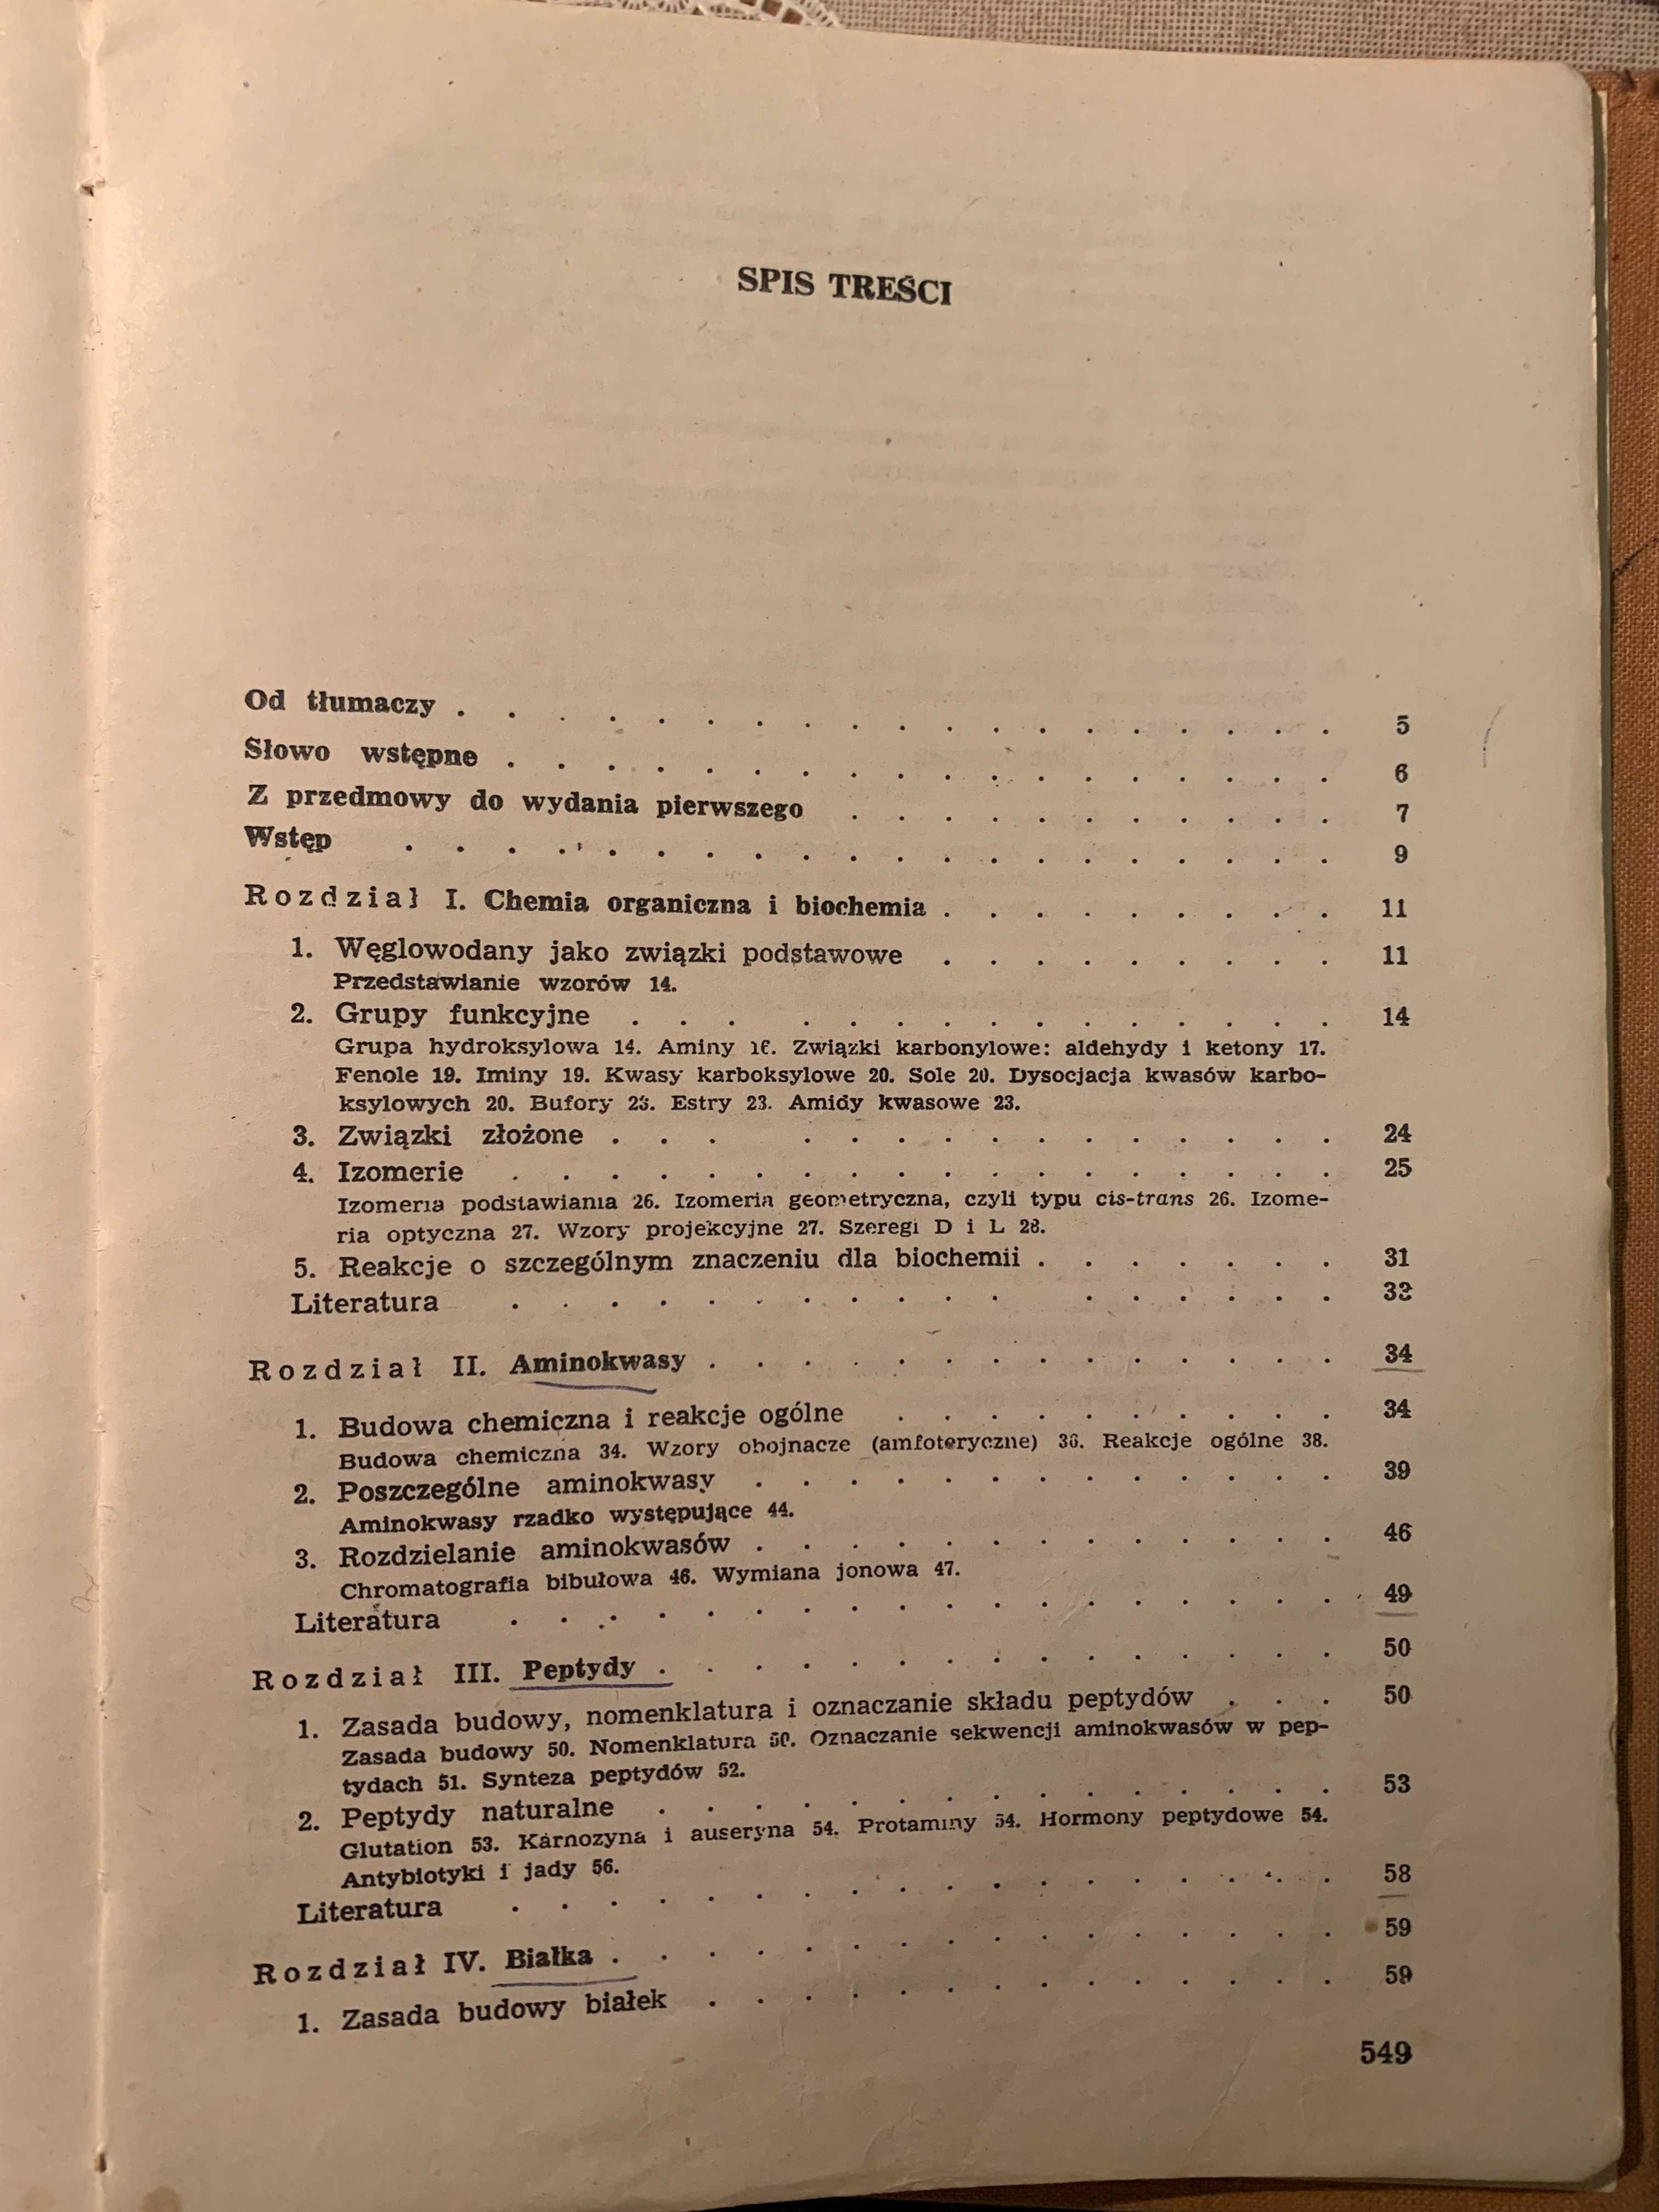 SPIS TREŚCI
Od tłumaczy . . . . . . . . . . . . . . . . . . 5
Słowo wstępne . . . . . . . . . . . . . . . . . 6
Z przedmowy do wydania pierwszego . . . . . . . . . . . 7
Wstęp . . . . . . . . . . . . . . . . . . . 9
Rozdział I. Chemia organiczna i biochemia . . . . . . . . . 11
1. Węglowodany jako związki podstawowe . . . . . . . . . 11
Przedstawianie wzorów 14.
2. Grupy funkcyjne . . . . . . . . . . . . . . 14
Grupa hydroksylowa 14. Aminy 16. Związki karbonylowe: aldehydy i ketony 17.
Fenole 19. Iminy 19. Kwasy karboksylowe 20. Sole 20. Dysocjacja kwasów karbo-
ksylowych 20. Bufory 23. Estry 23. Amidy kwasowe 23.
3. Związki złożone . . . . . . . . . . . . . . . 24
4. Izomerie . . . . . . . . . . . . . . . . . . 25
Izomeria podstawiania 26. Izomeria geometryczna, czyli typu cis-trans 26. Izome-
ria optyczna 27. Wzory projekcyjne 27. Szeregi D i L 28.
5. Reakcje o szczególnym znaczeniu dla biochemii . . . . . . . 31
Literatura . . . . . . . . . . . . . . . . . 33
Rozdział II. Aminokwasy . . . . . . . . . . . . . . 34
1. Budowa chemiczna i reakcje ogólne . . . . . . . . . . 34
Budowa chemiczna 34. Wzory obojnacze (amfoteryczne) 36. Reakcje ogólne 38.
2. Poszczególne aminokwasy . . . . . . . . . . . . . 39
Aminokwasy rzadko występujące 44.
3. Rozdzielanie aminokwasów . . . . . . . . . . . . . 46
Chromatografia bibułowa 46. Wymiana jonowa 47.
Literatura . . . . . . . . . . . . . . . . . . 49
Rozdział III. Peptydy . . . . . . . . . . . . . . . 50
1. Zasada budowy, nomenklatura i oznaczanie składu peptydów . . . 50
Zasada budowy 50. Nomenklatura 50. Oznaczanie sekwencji aminokwasów w pep-
tydach 51. Synteza peptydów 52.
2. Peptydy naturalne . . . . . . . . . . . . . . . 53
Glutation 53. Karnozyna i auseryna 54. Protaminy 54. Hormony peptydowe 54.
Antybiotyki i jady 56.
Literatura . . . . . . . . . . . . . . . . . . 58
Rozdział IV. Białka . . . . . . . . . . . . . . . . 59
1. Zasada budowy białek . . . . . . . . . . . . . . 59
549